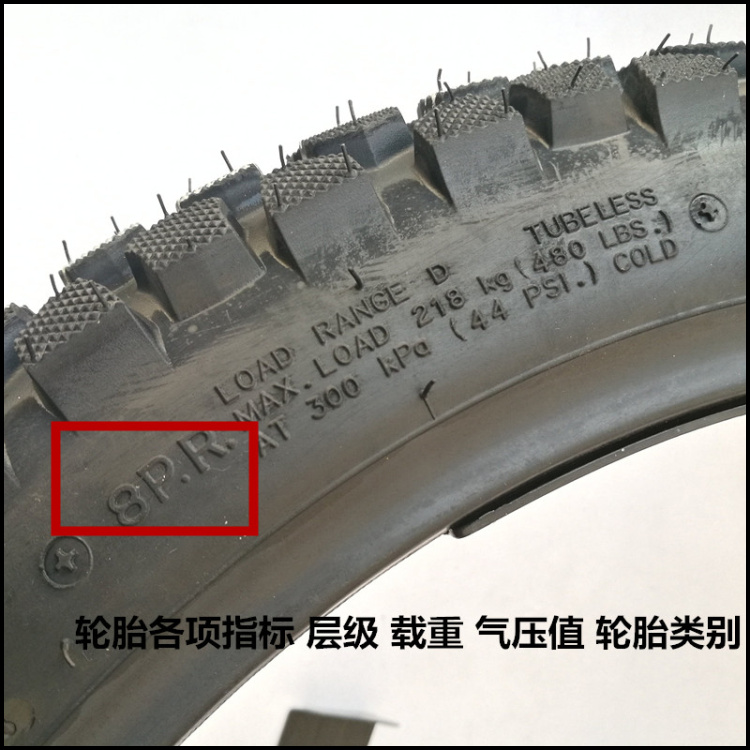 TUBELESS
LOAD RANGE D
MAX. LOAD 218 kg (480 LBS.)
AT 300 kPa (44 PSI.) COLD
8P.R.
轮胎各项指标 层级 载重 气压值 轮胎类别